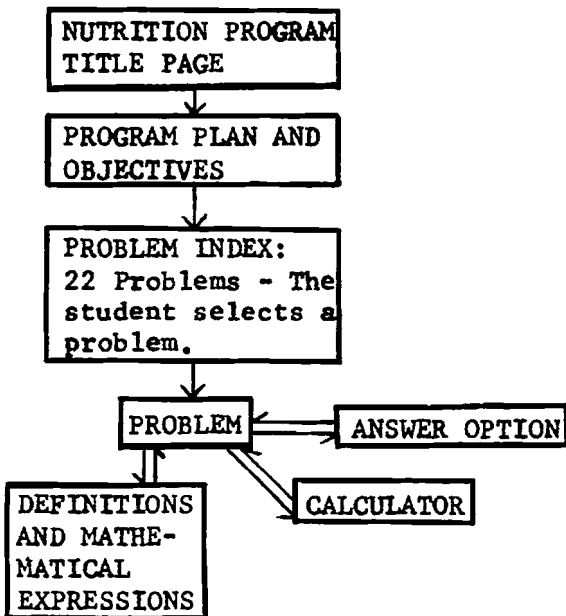 NUTRITION PROGRAM
TITLE PAGE
PROGRAM PLAN AND
OBJECTIVES
PROBLEM INDEX:
22 Problems - The
student selects a
problem.
PROBLEM
ANSWER OPTION
DEFINITIONS
AND MATHE-
MATICAL
EXPRESSIONS
CALCULATOR